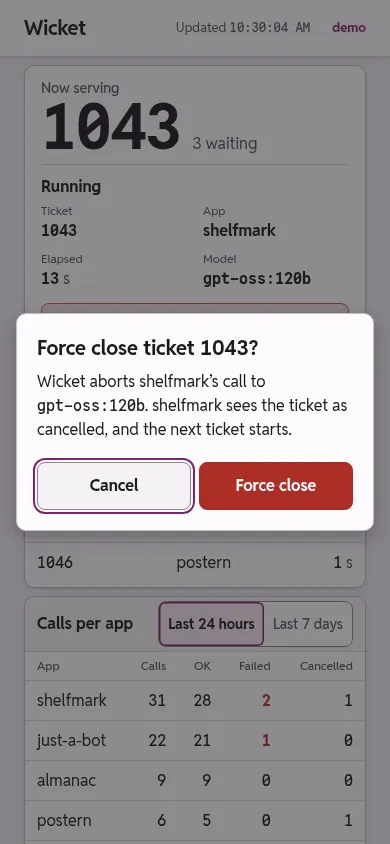 Wicket Updated 10:30:04 AM demo
Now serving
1043 3 waiting
Running
Ticket App
1043 shelfmark
Elapsed Model
13 s gpt-oss:120b
Force close ticket 1043?
Wicket aborts shelfmark’s call to
gpt-oss:120b. shelfmark sees the ticket as
cancelled, and the next ticket starts.
Cancel Force close
1046 postern 1 s
Calls per app Last 24 hours Last 7 days
App Calls OK Failed Cancelled
shelfmark 31 28 2 1
just-a-bot 22 21 1 0
almanac 9 9 0 0
postern 6 5 0 1